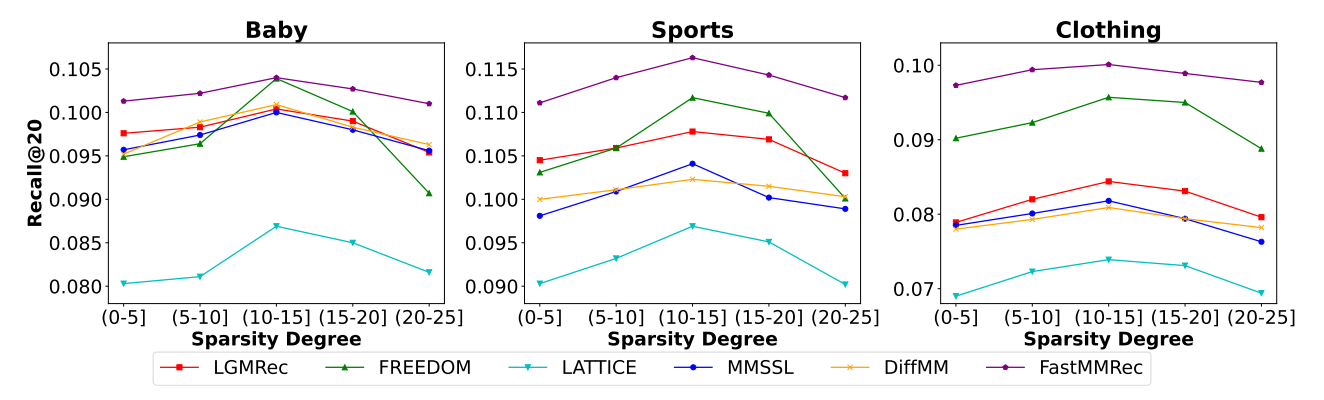 Baby Sports Clothing
Recall@20
0.105
0.100
0.095
0.090
0.085
0.080
(0-5] (5-10] (10-15] (15-20] (20-25]
Sparsity Degree
0.115
0.110
0.105
0.100
0.095
0.090
(0-5] (5-10] (10-15] (15-20] (20-25]
Sparsity Degree
0.10
0.09
0.08
0.07
(0-5] (5-10] (10-15] (15-20] (20-25]
Sparsity Degree
LGMRec FREEDOM LATTICE MMSSL DiffMM FastMMRec